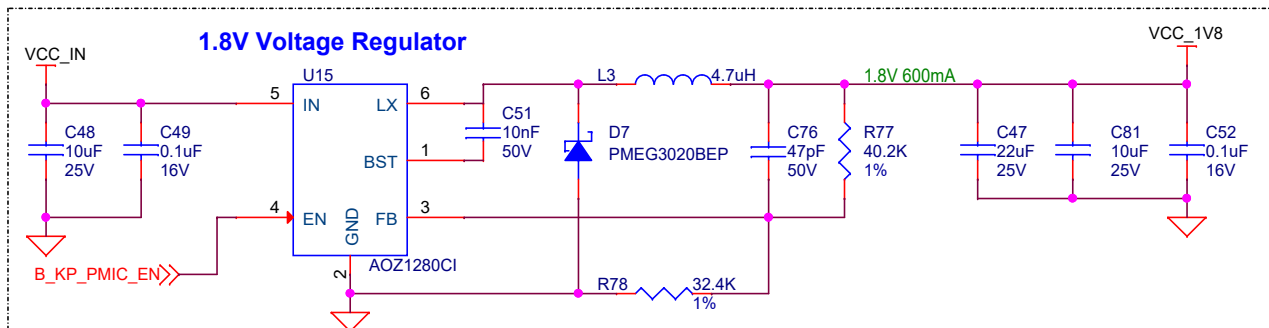 1.8V Voltage Regulator
VCC_IN
VCC_1V8
U15
L3
4.7uH
1.8V 600mA
5
IN
LX
6
C51
10nF
50V
C48
10uF
25V
C49
0.1uF
16V
BST
1
D7
PMEG3020BEP
C76
47pF
50V
R77
40.2K
1%
C47
22uF
25V
C81
10uF
25V
C52
0.1uF
16V
4
EN
GND
FB
3
B_KP_PMIC_EN
2
AOZ1280CI
R78
32.4K
1%